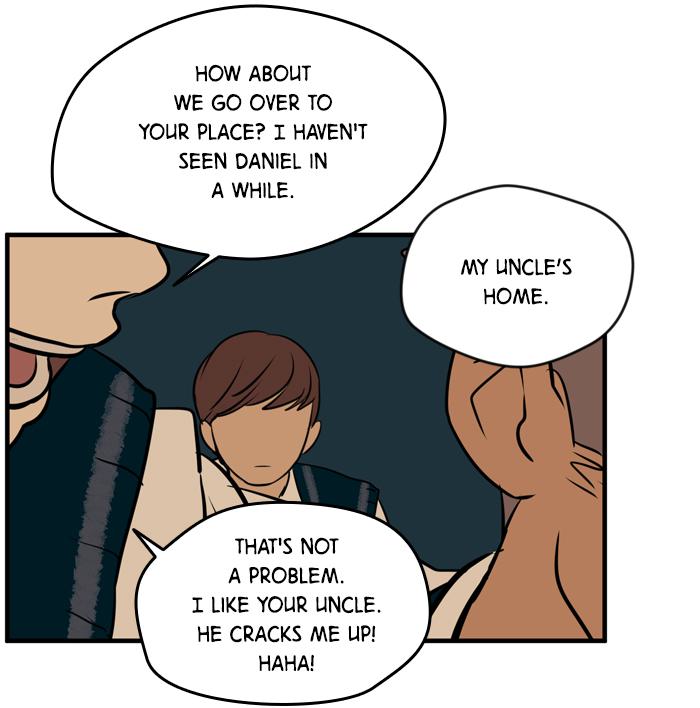 HOW ABOUT
WE GO OVER TO
YOUR PLACE? I HAVEN'T
SEEN DANIEL IN
A WHILE.
MY UNCLE'S
HOME.
THAT'S NOT
A PROBLEM.
I LIKE YOUR UNCLE.
HE CRACKS ME UP!
HAHA!